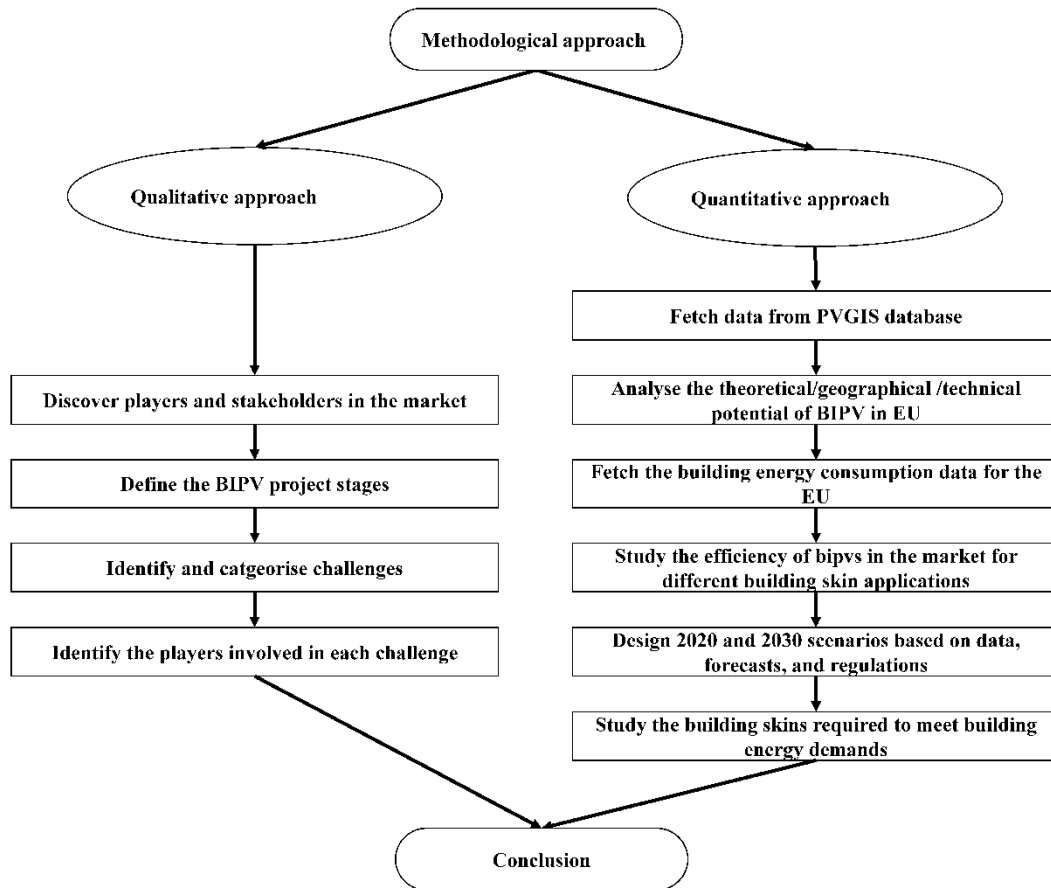 Methodological approach
Qualitative approach
Quantitative approach
Fetch data from PVGIS database
Discover players and stakeholders in the market
Analyse the theoretical/geographical /technical
potential of BIPV in EU
Define the BIPV project stages
Fetch the building energy consumption data for the
EU
Identify and catgeorise challenges
Study the efficiency of bipvs in the market for
different building skin applications
Identify the players involved in each challenge
Design 2020 and 2030 scenarios based on data,
forecasts, and regulations
Study the building skins required to meet building
energy demands
Conclusion